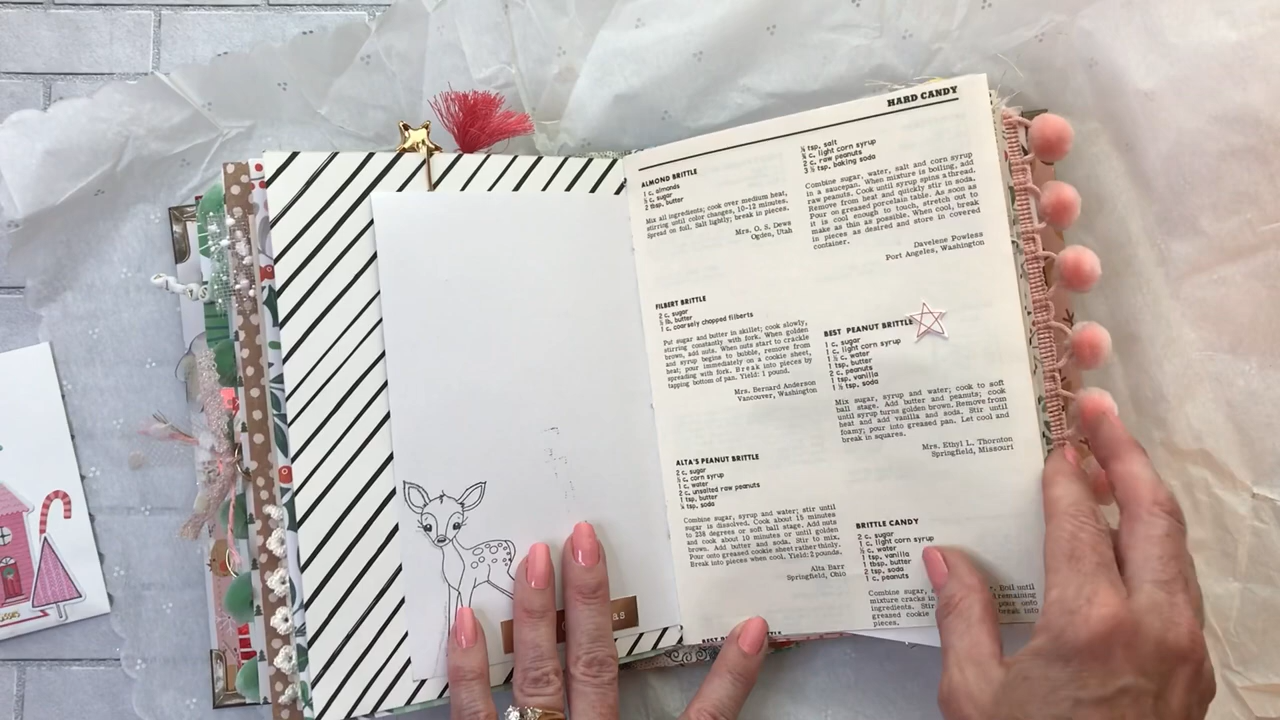 HARD CANDY
ALMOND BRITTLE
1 c. almonds
½ c. sugar
2 tbsp. butter
Mix all ingredients; cook over medium heat,
stirring until color changes, 10-12 minutes.
Spread on foil. Salt lightly; break in pieces.
Mrs. O. S. Dews
Ogden, Utah
FILBERT BRITTLE
2 c. sugar
½ lb. butter
1 c. coarsely chopped filberts
Put sugar and butter in skillet; cook slowly,
stirring constantly with fork. When golden
brown, add nuts. When nuts start to crackle
and syrup begins to bubble, remove from
heat; pour immediately on a cookie sheet,
spreading with fork. Break into pieces by
tapping bottom of pan. Yield: 1 pound.
Mrs. Bernard Anderson
Vancouver, Washington
ALTA'S PEANUT BRITTLE
2 c. sugar
½ c. corn syrup
1 c. water
2 c. unsalted raw peanuts
1 tsp. butter
¼ tsp. soda
Combine sugar, syrup and water; stir until
sugar is dissolved. Cook about 15 minutes
to 238 degrees or soft ball stage. Add nuts
and cook about 10 minutes or until golden
brown. Add butter and soda. Stir to mix.
Pour onto greased cookie sheet rather thinly.
Break into pieces when cool. Yield: 2 pounds.
Alta Barr
Springfield, Ohio
BEST PEANUT BRITTLE
¼ tsp. salt
¾ c. light corn syrup
2 c. raw peanuts
3 ½ tsp. baking soda
Combine sugar, water, salt and corn syrup
in a saucepan. When mixture is boiling, add
raw peanuts. Cook until syrup spins a thread.
Remove from heat and quickly stir in soda.
Pour on greased porcelain table. As soon as
it is cool enough to touch, stretch out to
make as thin as possible. When cool, break
in pieces as desired and store in covered
container.
Davelene Powless
Port Angeles, Washington
BEST PEANUT BRITTLE
1 c. sugar
1 c. light corn syrup
1 ½ c. water
1 tsp. butter
2 c. peanuts
1 tsp. vanilla
1 ½ tsp. soda
Mix sugar, syrup and water; cook to soft
ball stage. Add butter and peanuts; cook
until syrup turns golden brown. Remove from
heat and add vanilla and soda. Stir until
foamy; pour into greased pan. Let cool and
break in squares.
Mrs. Ethyl L. Thornton
Springfield, Missouri
BRITTLE CANDY
2 c. sugar
1 c. light corn syrup
½ c. water
1 tsp. vanilla
1 tbsp. butter
2 tsp. soda
1 c. peanuts
Combine sugar, Boil until
mixture cracks in remaining
ingredients. Stir pour onto
greased cookie break into
pieces.
as